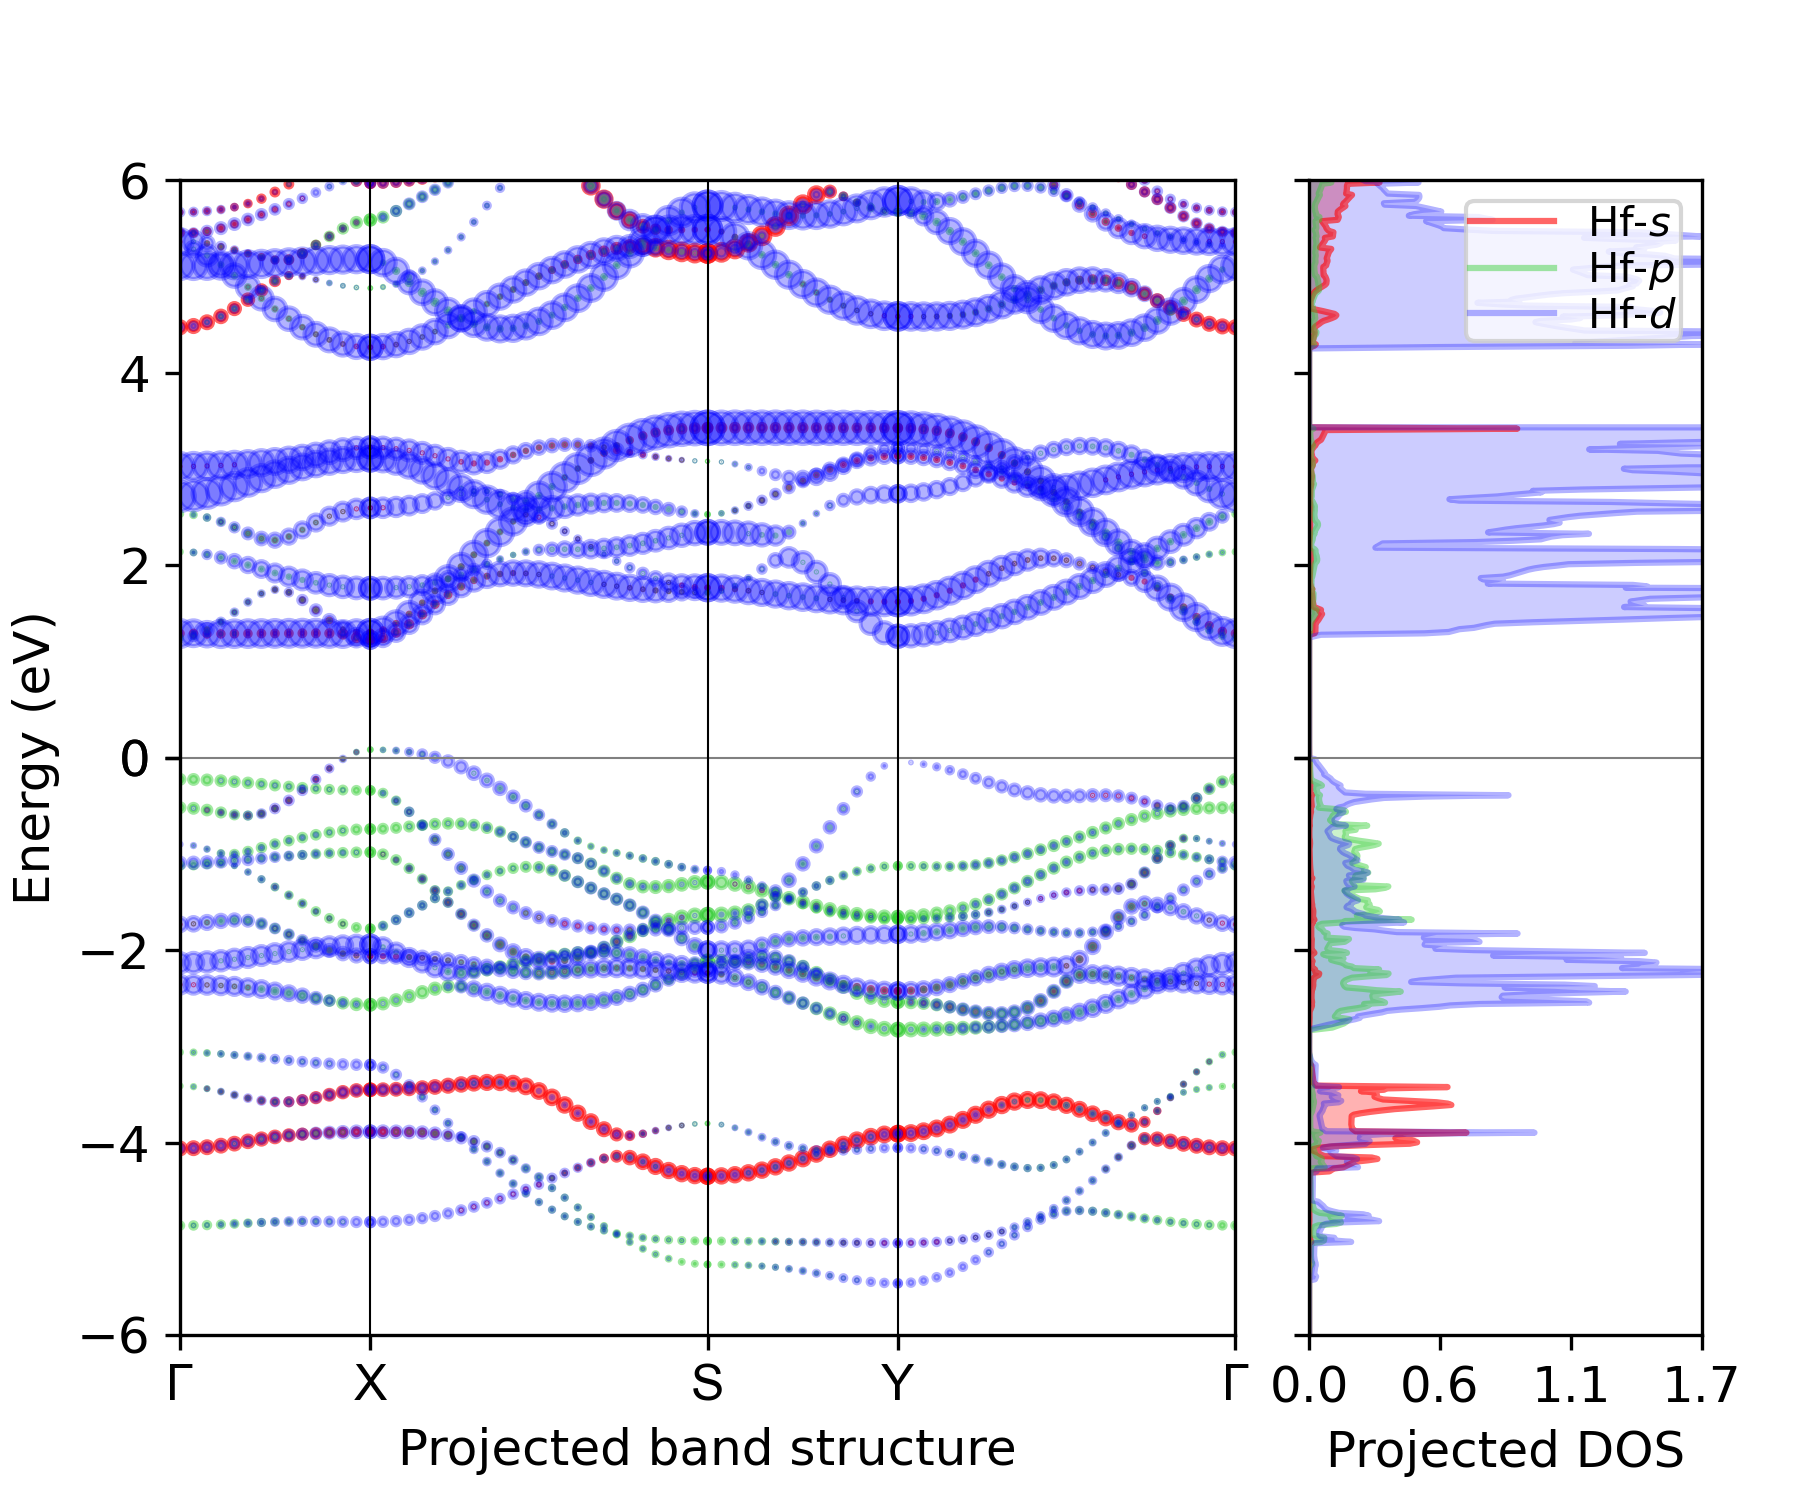 6
4
2
0
−2
−4
−6
Energy (eV)
Γ X S Y Γ
Projected band structure
Hf-s
Hf-p
Hf-d
0.0 0.6 1.1 1.7
Projected DOS